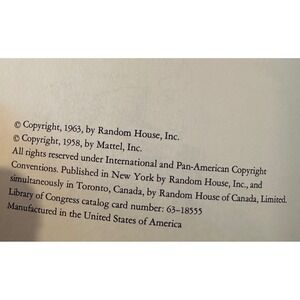 © Copyright, 1963, by Random House, Inc.
© Copyright, 1958, by Mattel, Inc.
All rights reserved under International and Pan-American Copyright
Conventions. Published in New York by Random House, Inc., and
simultaneously in Toronto, Canada, by Random House of Canada, Limited.
Library of Congress catalog card number: 63-18555
Manufactured in the United States of America